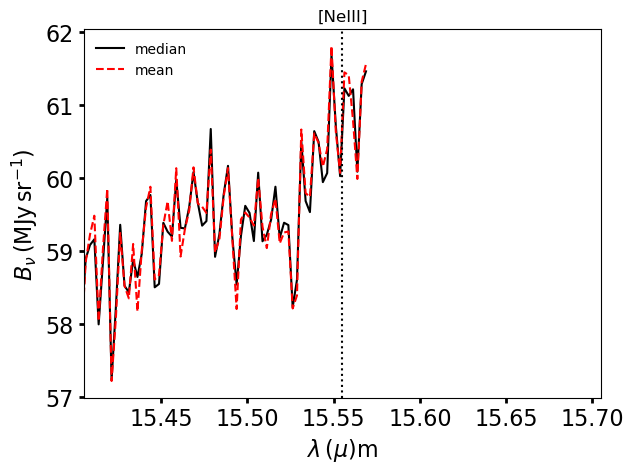 [NeIII]
median
mean
62
61
60
59
58
57
B_ν (MJy sr⁻¹)
15.45 15.50 15.55 15.60 15.65 15.70
λ (μ)m